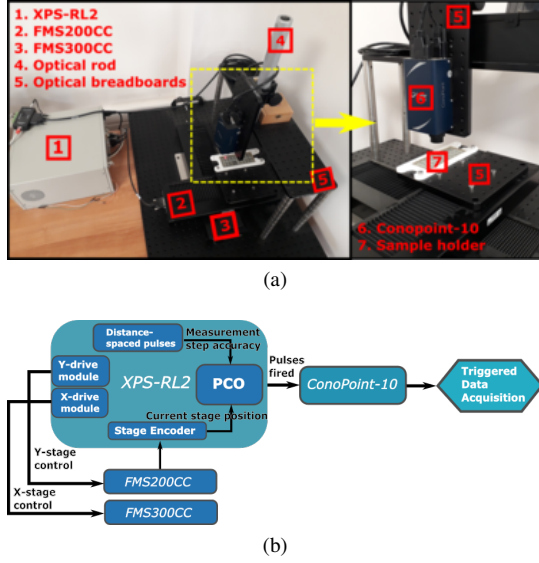 1. XPS-RL2
2. FMS200CC
3. FMS300CC
4. Optical rod
5. Optical breadboards
4
5
1
6
7
5
5
2
3
6. Conopoint-10
7. Sample holder
(a)
Distance-
spaced pulses
Measurement
step accuracy
Y-drive
module
XPS-RL2
PCO
Pulses
fired
ConoPoint-10
Triggered
Data
Acquisition
X-drive
module
Current stage position
Stage Encoder
Y-stage
control
FMS200CC
X-stage
control
FMS300CC
(b)